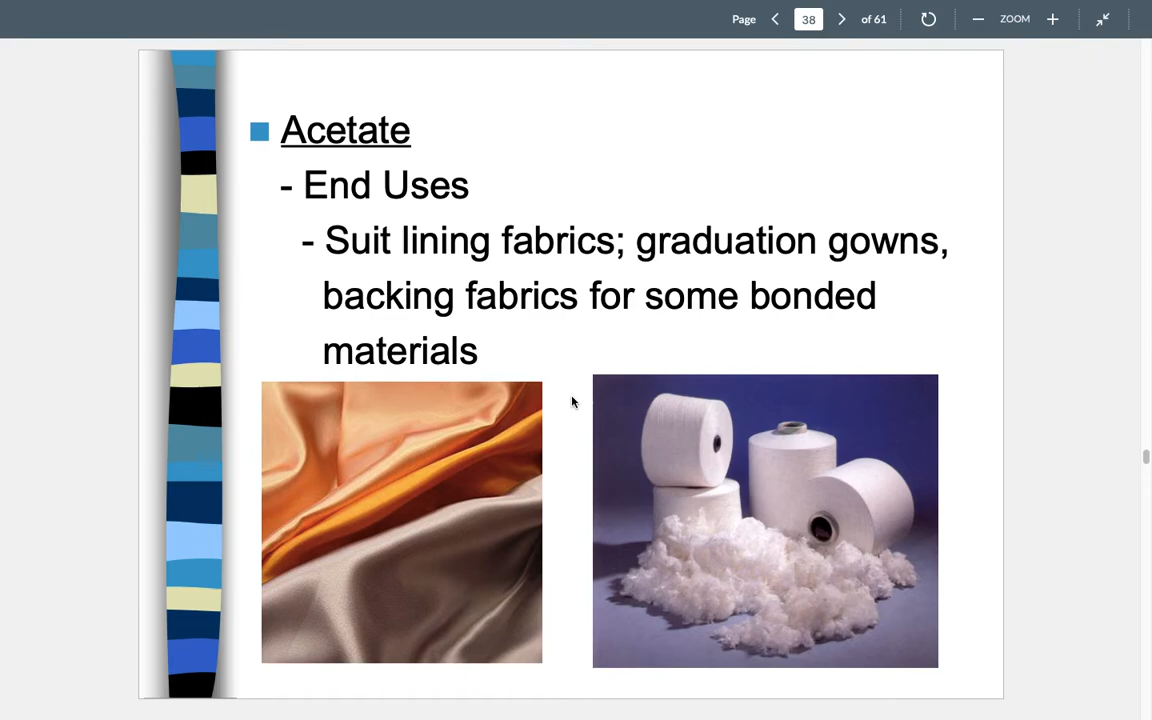 Page 38 of 61 ZOOM
Acetate
- End Uses
- Suit lining fabrics; graduation gowns,
backing fabrics for some bonded
materials